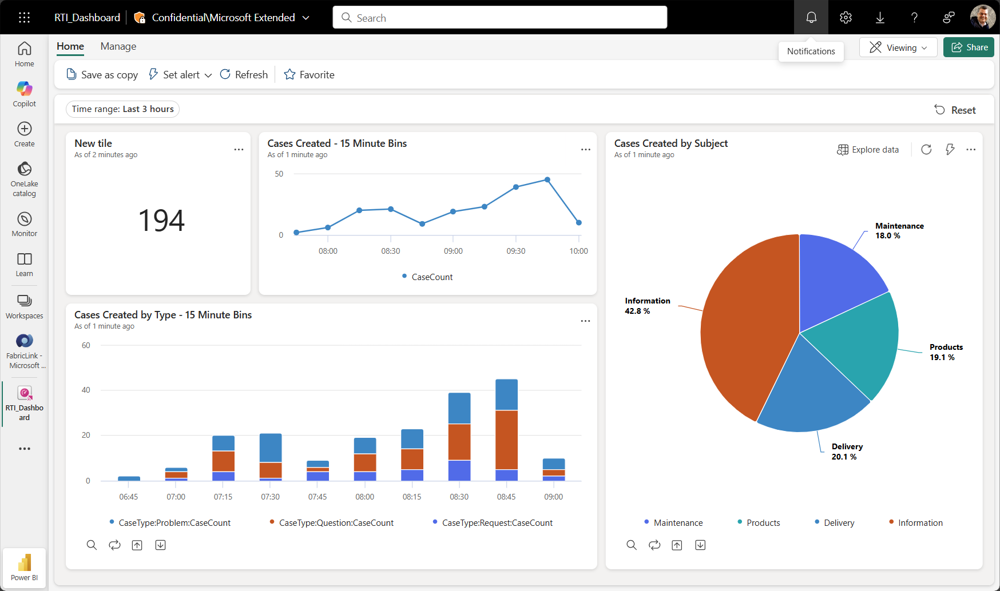 RTI_Dashboard
Confidential\Microsoft Extended
Search
Home
Manage
Notifications
Viewing
Share
Save as copy
Set alert
Refresh
Favorite
Time range: Last 3 hours
Reset
Home
Copilot
Create
OneLake
catalog
Monitor
Learn
Workspaces
FabricLink -
Microsoft ...
RTI_Dashbo
ard
Power BI
New tile
As of 2 minutes ago
194
Cases Created - 15 Minute Bins
As of 1 minute ago
50
0
08:00 08:30 09:00 09:30 10:00
CaseCount
Cases Created by Subject
As of 1 minute ago
Explore data
Maintenance
18.0 %
Information
42.8 %
Products
19.1 %
Delivery
20.1 %
Maintenance Products Delivery Information
Cases Created by Type - 15 Minute Bins
As of 1 minute ago
60
40
20
0
06:45 07:00 07:15 07:30 07:45 08:00 08:15 08:30 08:45 09:00
CaseType:Problem:CaseCount CaseType:Question:CaseCount CaseType:Request:CaseCount